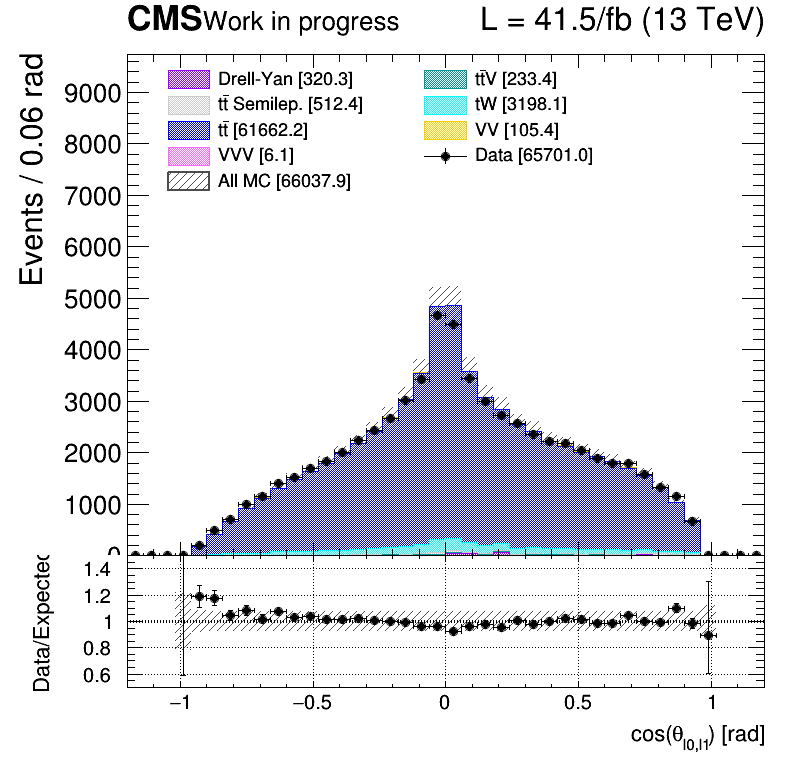 CMS Work in progress L = 41.5/fb (13 TeV)
Events / 0.06 rad
Drell-Yan [320.3]
tt̄ Semilep. [512.4]
tt̄ [61662.2]
VVV [6.1]
All MC [66037.9]
tt̄V [233.4]
tW [3198.1]
VV [105.4]
Data [65701.0]
9000
8000
7000
6000
5000
4000
3000
2000
1000
0
Data/Expected
1.4
1.2
1
0.8
0.6
−1 −0.5 0 0.5 1
cos(θl0,l1) [rad]